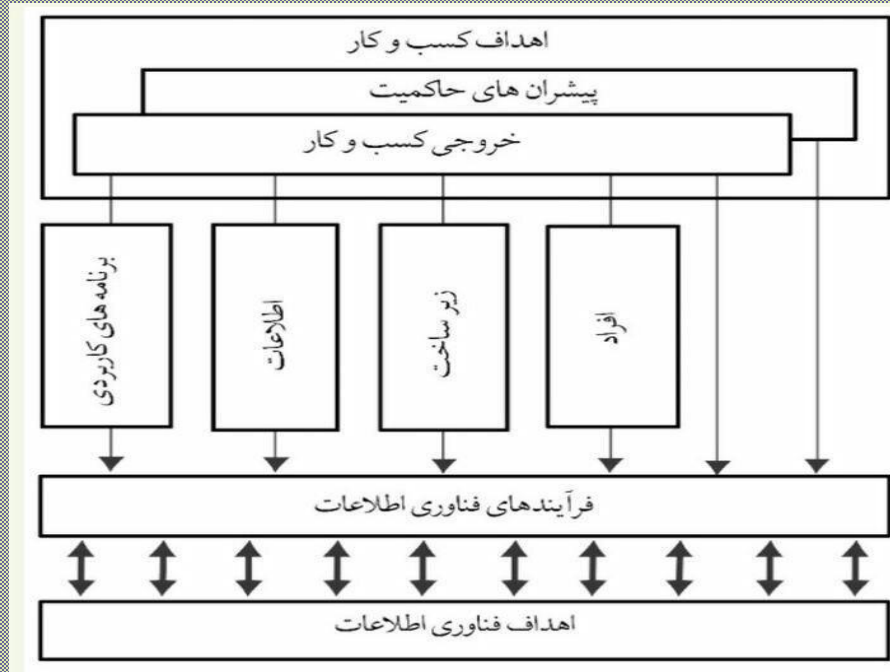 اهداف کسب و کار
پیشران های حاکمیت
خروجی کسب و کار
برنامه های کاربردی
اطلاعات
زیر ساخت
افراد
فرآیندهای فناوری اطلاعات
اهداف فناوری اطلاعات